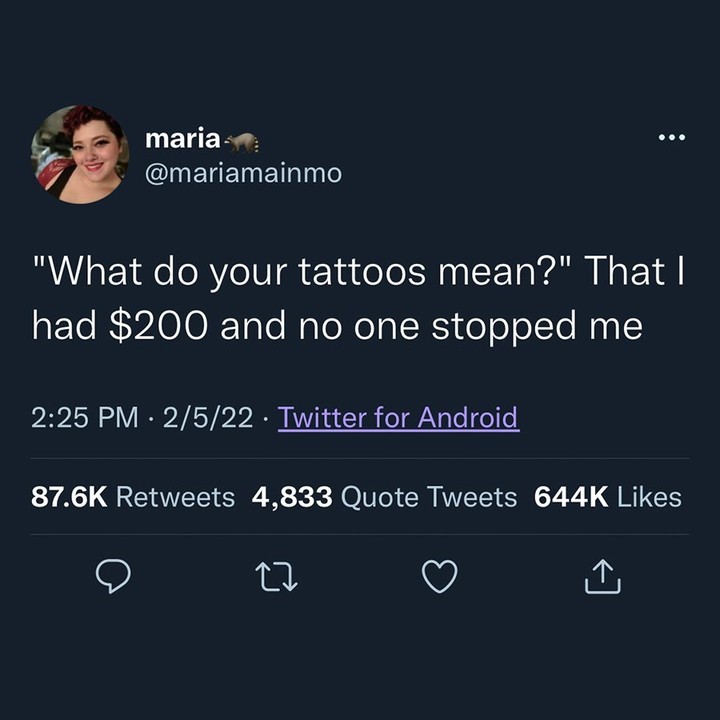 maria🦝
@mariamainmo
"What do your tattoos mean?" That I
had $200 and no one stopped me
2:25 PM · 2/5/22 · Twitter for Android
87.6K Retweets 4,833 Quote Tweets 644K Likes